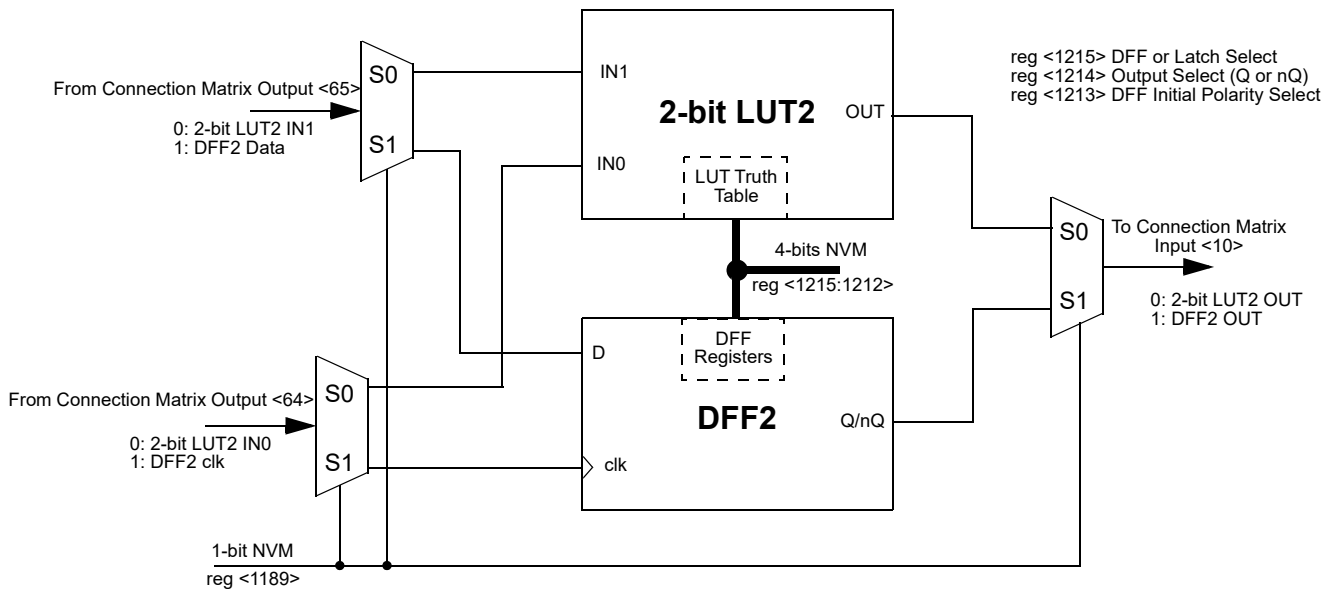 From Connection Matrix Output <65>
0: 2-bit LUT2 IN1
1: DFF2 Data
S0
S1
IN1
2-bit LUT2
OUT
IN0
LUT Truth
Table
reg <1215> DFF or Latch Select
reg <1214> Output Select (Q or nQ)
reg <1213> DFF Initial Polarity Select
4-bits NVM
reg <1215:1212>
S0
S1
To Connection Matrix
Input <10>
0: 2-bit LUT2 OUT
1: DFF2 OUT
From Connection Matrix Output <64>
0: 2-bit LUT2 IN0
1: DFF2 clk
S0
S1
D
DFF
Registers
DFF2
Q/nQ
clk
1-bit NVM
reg <1189>